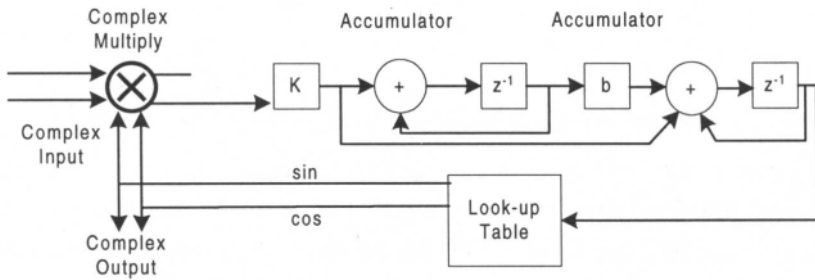 Complex
Multiply
Accumulator
Accumulator
K
+
z⁻¹
b
+
z⁻¹
Complex
Input
sin
cos
Look-up
Table
Complex
Output